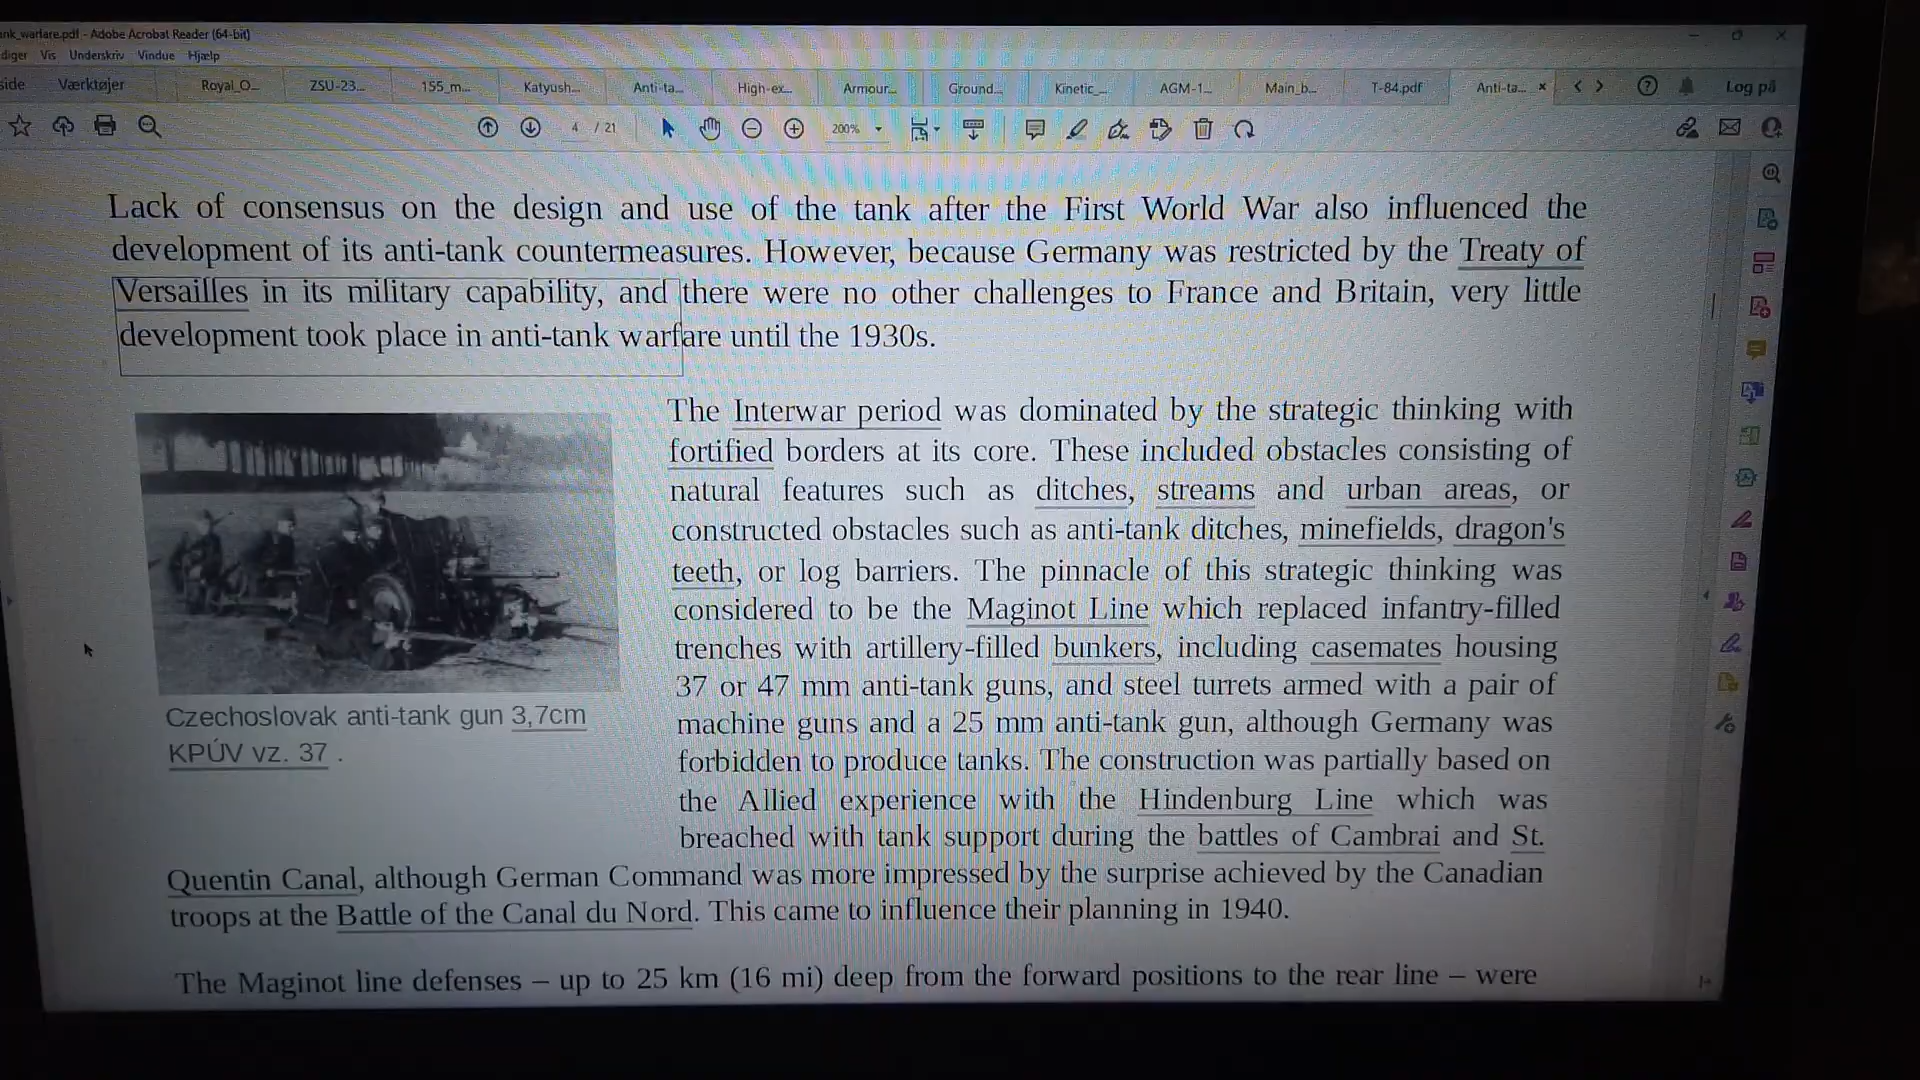 ank_warfare.pdf - Adobe Acrobat Reader (64-bit)
diger Vis Underskriv Vindue Hjælp
side Værktøjer Royal_O... ZSU-23... 155_m... Katyush... Anti-ta... High-ex... Armour... Ground... Kinetic_... AGM-1... Main_b... T-84.pdf Anti-ta... × Log på
4 / 21 200%
Lack of consensus on the design and use of the tank after the First World War also influenced the
development of its anti-tank countermeasures. However, because Germany was restricted by the Treaty of
Versailles in its military capability, and there were no other challenges to France and Britain, very little
development took place in anti-tank warfare until the 1930s.
The Interwar period was dominated by the strategic thinking with
fortified borders at its core. These included obstacles consisting of
natural features such as ditches, streams and urban areas, or
constructed obstacles such as anti-tank ditches, minefields, dragon's
teeth, or log barriers. The pinnacle of this strategic thinking was
considered to be the Maginot Line which replaced infantry-filled
trenches with artillery-filled bunkers, including casemates housing
37 or 47 mm anti-tank guns, and steel turrets armed with a pair of
machine guns and a 25 mm anti-tank gun, although Germany was
forbidden to produce tanks. The construction was partially based on
the Allied experience with the Hindenburg Line which was
breached with tank support during the battles of Cambrai and St.
Quentin Canal, although German Command was more impressed by the surprise achieved by the Canadian
troops at the Battle of the Canal du Nord. This came to influence their planning in 1940.
Czechoslovak anti-tank gun 3,7cm
KPÚV vz. 37 .
The Maginot line defenses – up to 25 km (16 mi) deep from the forward positions to the rear line – were